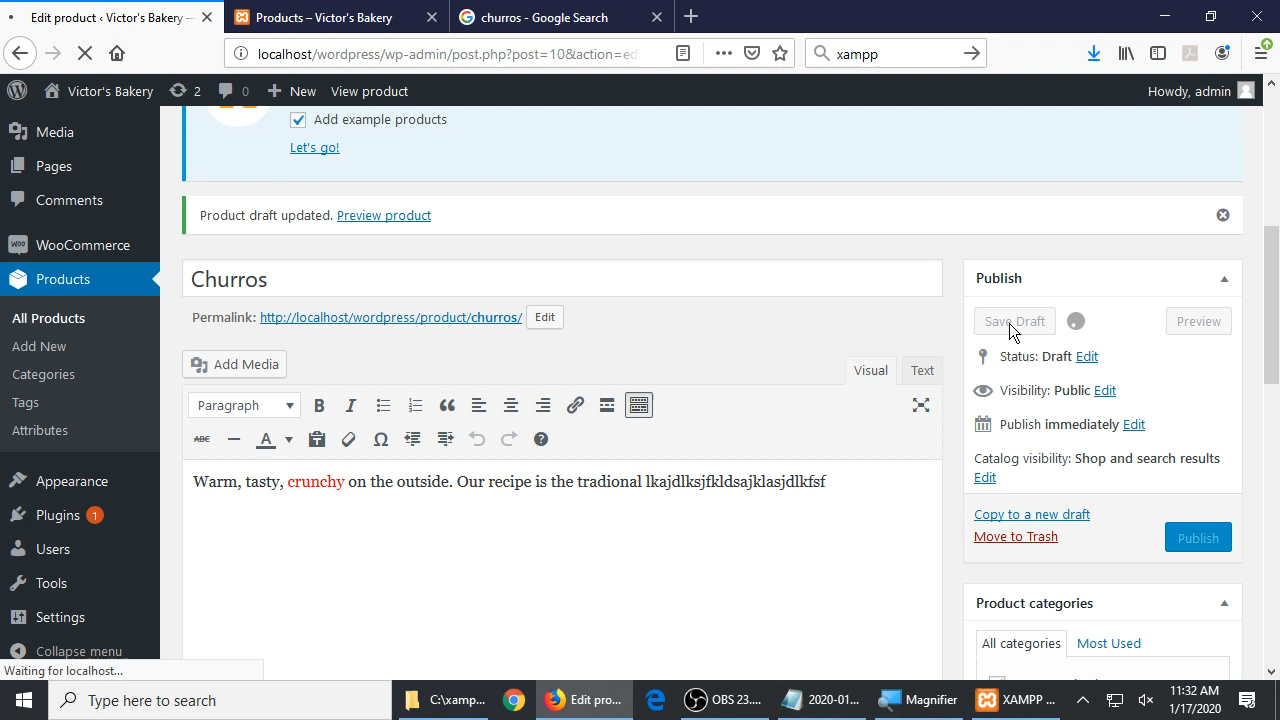 Edit product ‹ Victor's Bakery —
Products – Victor's Bakery
churros - Google Search
localhost/wordpress/wp-admin/post.php?post=10&action=ed
xampp
Victor's Bakery
2
0
New
View product
Howdy, admin
Media
Pages
Comments
WooCommerce
Products
All Products
Add New
Categories
Tags
Attributes
Appearance
Plugins 1
Users
Tools
Settings
Collapse menu
Waiting for localhost...
Add example products
Let's go!
Product draft updated. Preview product
Churros
Permalink: http://localhost/wordpress/product/churros/ Edit
Add Media
Visual
Text
Paragraph
B I
ABC
A
Warm, tasty, crunchy on the outside. Our recipe is the tradional lkajdlksjfkldsajklasjdlkfsf
Publish
Save Draft
Preview
Status: Draft Edit
Visibility: Public Edit
Publish immediately Edit
Catalog visibility: Shop and search results
Edit
Copy to a new draft
Move to Trash
Publish
Product categories
All categories
Most Used
Type here to search
C:\xamp...
Edit pro...
OBS 23....
2020-01...
Magnifier
XAMPP ...
11:32 AM
1/17/2020